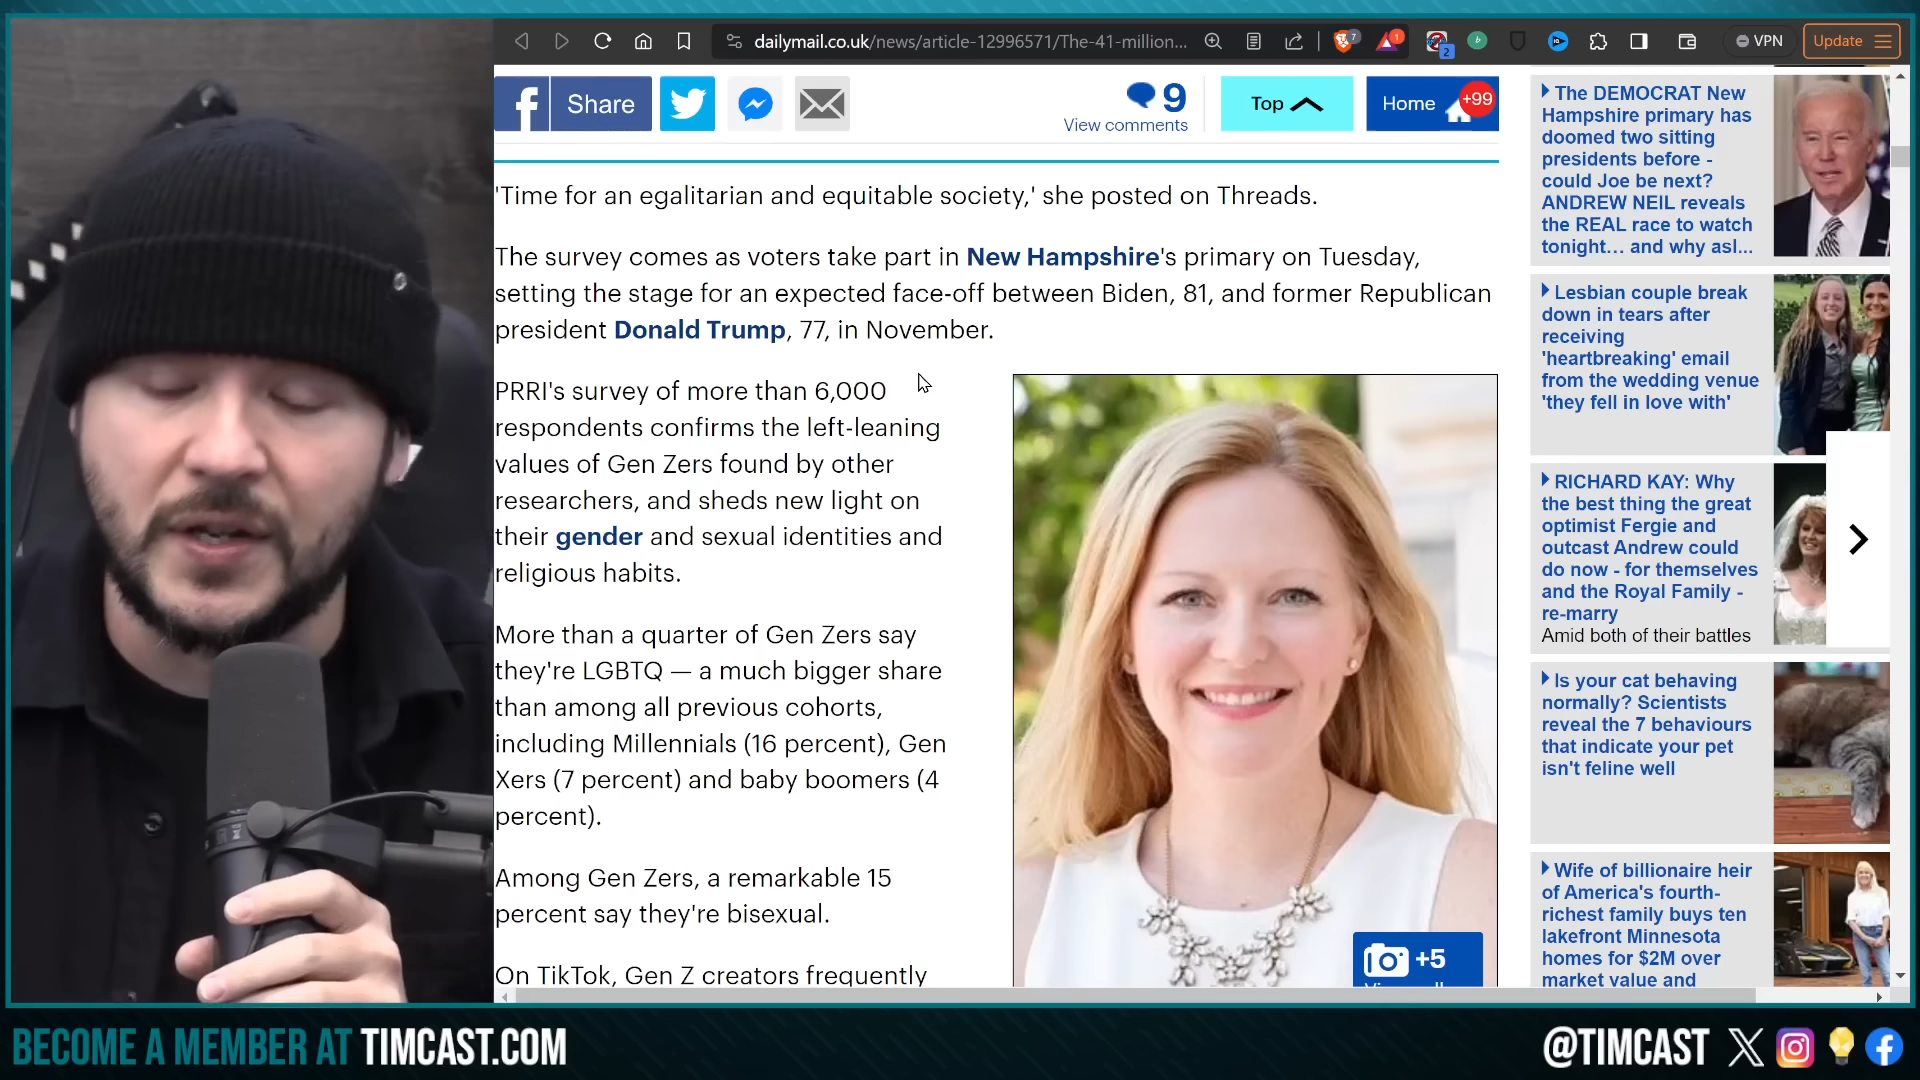 dailymail.co.uk/news/article-12996571/The-41-million...
7
1
2
VPN
Update
f Share
9
View comments
Top
Home
+99
'Time for an egalitarian and equitable society,' she posted on Threads.
The survey comes as voters take part in New Hampshire's primary on Tuesday,
setting the stage for an expected face-off between Biden, 81, and former Republican
president Donald Trump, 77, in November.
PRRI's survey of more than 6,000
respondents confirms the left-leaning
values of Gen Zers found by other
researchers, and sheds new light on
their gender and sexual identities and
religious habits.
More than a quarter of Gen Zers say
they're LGBTQ — a much bigger share
than among all previous cohorts,
including Millennials (16 percent), Gen
Xers (7 percent) and baby boomers (4
percent).
Among Gen Zers, a remarkable 15
percent say they're bisexual.
On TikTok, Gen Z creators frequently
+5
The DEMOCRAT New
Hampshire primary has
doomed two sitting
presidents before -
could Joe be next?
ANDREW NEIL reveals
the REAL race to watch
tonight... and why asl...
Lesbian couple break
down in tears after
receiving
'heartbreaking' email
from the wedding venue
'they fell in love with'
RICHARD KAY: Why
the best thing the great
optimist Fergie and
outcast Andrew could
do now - for themselves
and the Royal Family -
re-marry
Amid both of their battles
Is your cat behaving
normally? Scientists
reveal the 7 behaviours
that indicate your pet
isn't feline well
Wife of billionaire heir
of America's fourth-
richest family buys ten
lakefront Minnesota
homes for $2M over
market value and
BECOME A MEMBER AT TIMCAST.COM
@TIMCAST